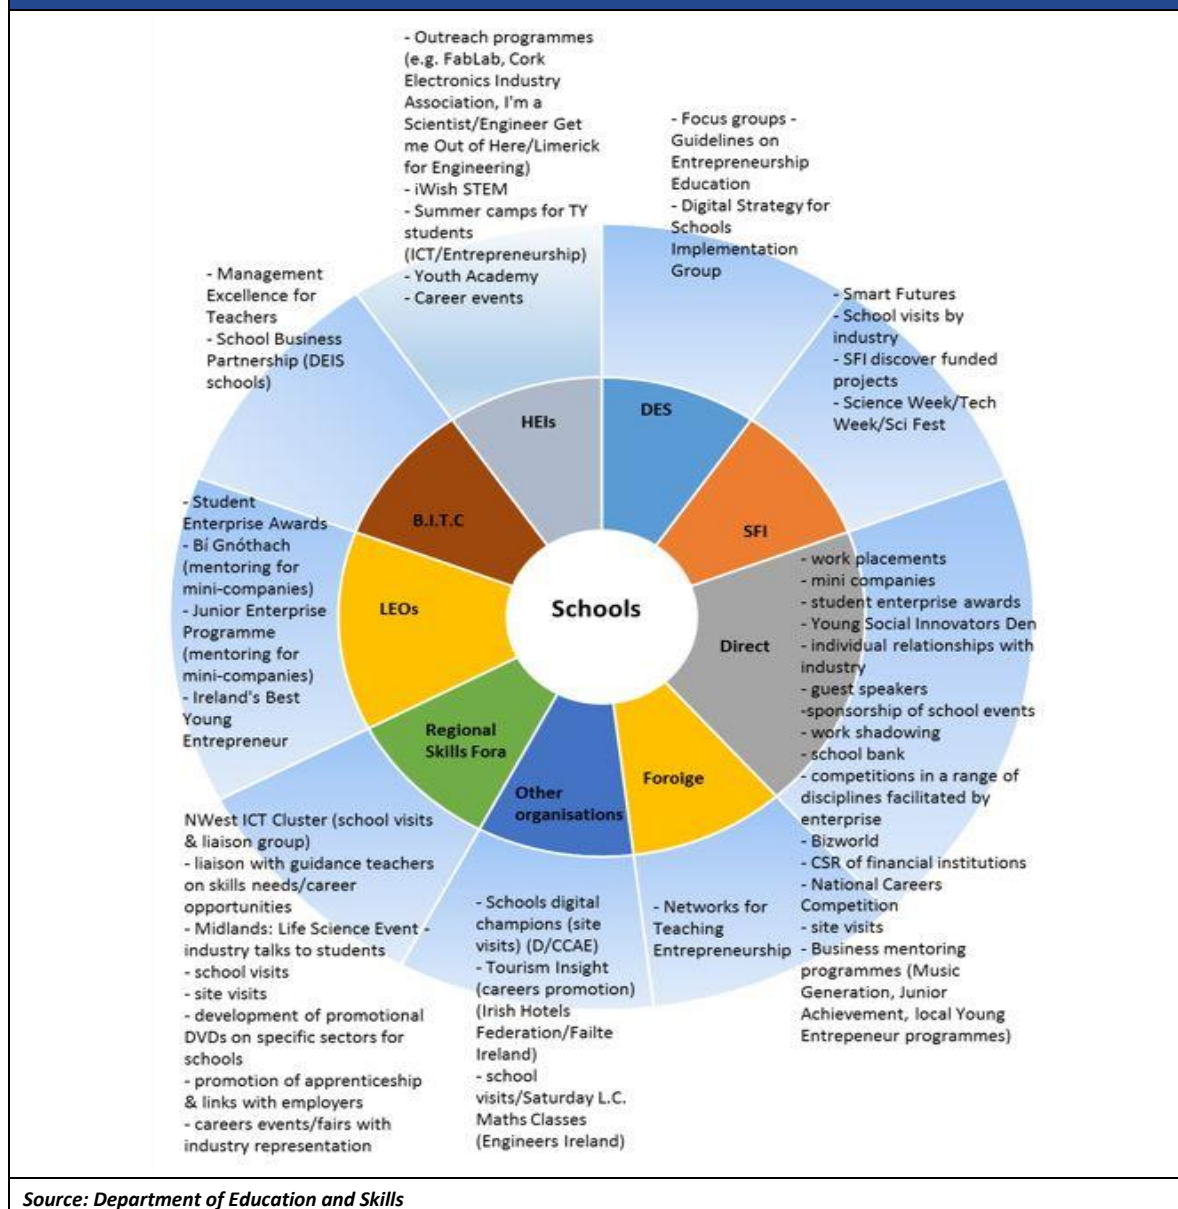 - Outreach programmes
(e.g. FabLab, Cork
Electronics Industry
Association, I'm a
Scientist/Engineer Get
me Out of Here/Limerick
for Engineering)
- iWish STEM
- Summer camps for TY
students
(ICT/Entrepreneurship)
- Youth Academy
- Career events
- Focus groups -
Guidelines on
Entrepreneurship
Education
- Digital Strategy for
Schools
Implementation
Group
- Management
Excellence for
Teachers
- School Business
Partnership (DEIS
schools)
- Smart Futures
- School visits by
industry
- SFI discover funded
projects
- Science Week/Tech
Week/Sci Fest
HEIs
DES
B.I.T.C
SFI
LEOs
Schools
Direct
Regional
Skills Fora
Other
organisations
Foroige
- Student
Enterprise Awards
- Bí Gnóthach
(mentoring for
mini-companies)
- Junior Enterprise
Programme
(mentoring for
mini-companies)
- Ireland's Best
Young
Entrepreneur
- work placements
- mini companies
- student enterprise awards
- Young Social Innovators Den
- individual relationships with
industry
- guest speakers
-sponsorship of school events
- work shadowing
- school bank
- competitions in a range of
disciplines facilitated by
enterprise
- Bizworld
- CSR of financial institutions
- National Careers
Competition
- site visits
- Business mentoring
programmes (Music
Generation, Junior
Achievement, local Young
Entrepeneur programmes)
NWest ICT Cluster (school visits
& liaison group)
- liaison with guidance teachers
on skills needs/career
opportunities
- Midlands: Life Science Event -
industry talks to students
- school visits
- site visits
- development of promotional
DVDs on specific sectors for
schools
- promotion of apprenticeship
& links with employers
- careers events/fairs with
industry representation
- Schools digital
champions (site
visits) (D/CCAE)
- Tourism Insight
(careers promotion)
(Irish Hotels
Federation/Failte
Ireland)
- school
visits/Saturday L.C.
Maths Classes
(Engineers Ireland)
- Networks for
Teaching
Entrepreneurship
Source: Department of Education and Skills